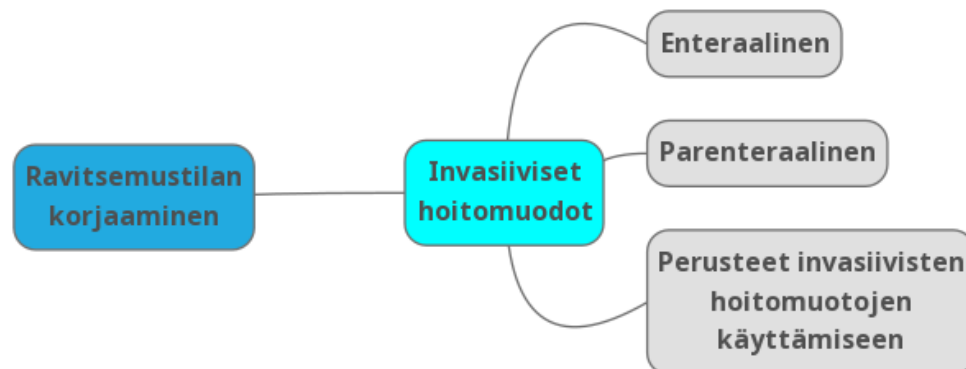 Ravitsemustilan
korjaaminen
Invasiiviset
hoitomuodot
Enteraalinen
Parenteraalinen
Perusteet invasiivisten
hoitomuotojen
käyttämiseen